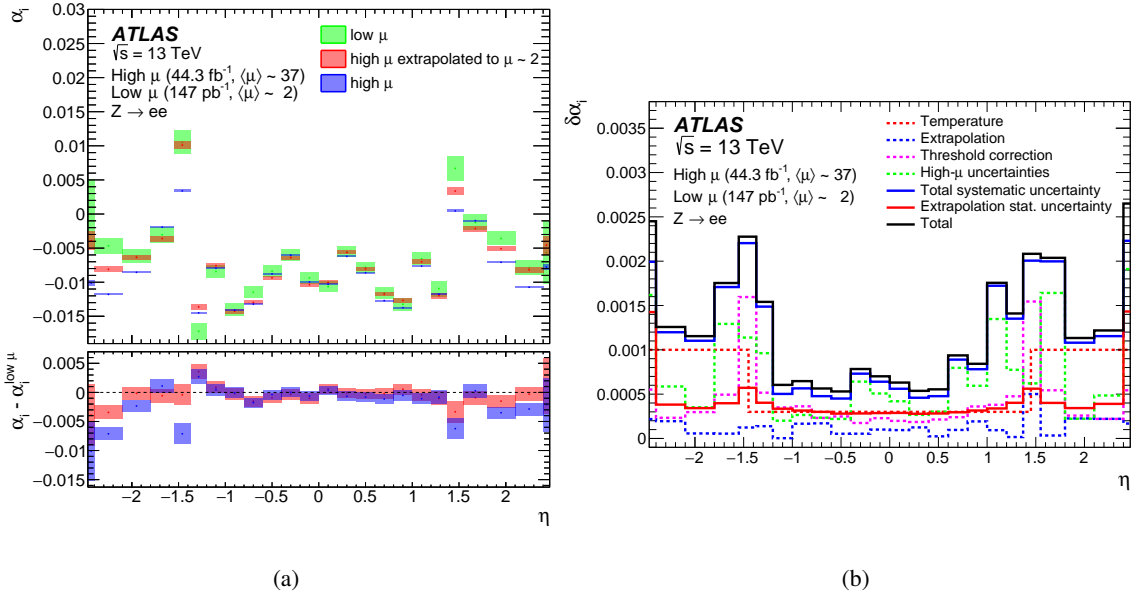 αᵢ
0.03
0.025
0.02
0.015
0.01
0.005
0
−0.005
−0.01
−0.015
ATLAS
√s = 13 TeV
High μ (44.3 fb⁻¹, ⟨μ⟩ ~ 37)
Low μ (147 pb⁻¹, ⟨μ⟩ ~ 2)
Z → ee
low μ
high μ extrapolated to μ ~ 2
high μ
αᵢ - αᵢ^low μ
0.005
0
−0.005
−0.01
−0.015
−2 −1.5 −1 −0.5 0 0.5 1 1.5 2
η
(a)
δαᵢ
0.0035
0.003
0.0025
0.002
0.0015
0.001
0.0005
0
ATLAS
√s = 13 TeV
High μ (44.3 fb⁻¹, ⟨μ⟩ ~ 37)
Low μ (147 pb⁻¹, ⟨μ⟩ ~ 2)
Z → ee
Temperature
Extrapolation
Threshold correction
High-μ uncertainties
Total systematic uncertainty
Extrapolation stat. uncertainty
Total
−2 −1.5 −1 −0.5 0 0.5 1 1.5 2
η
(b)